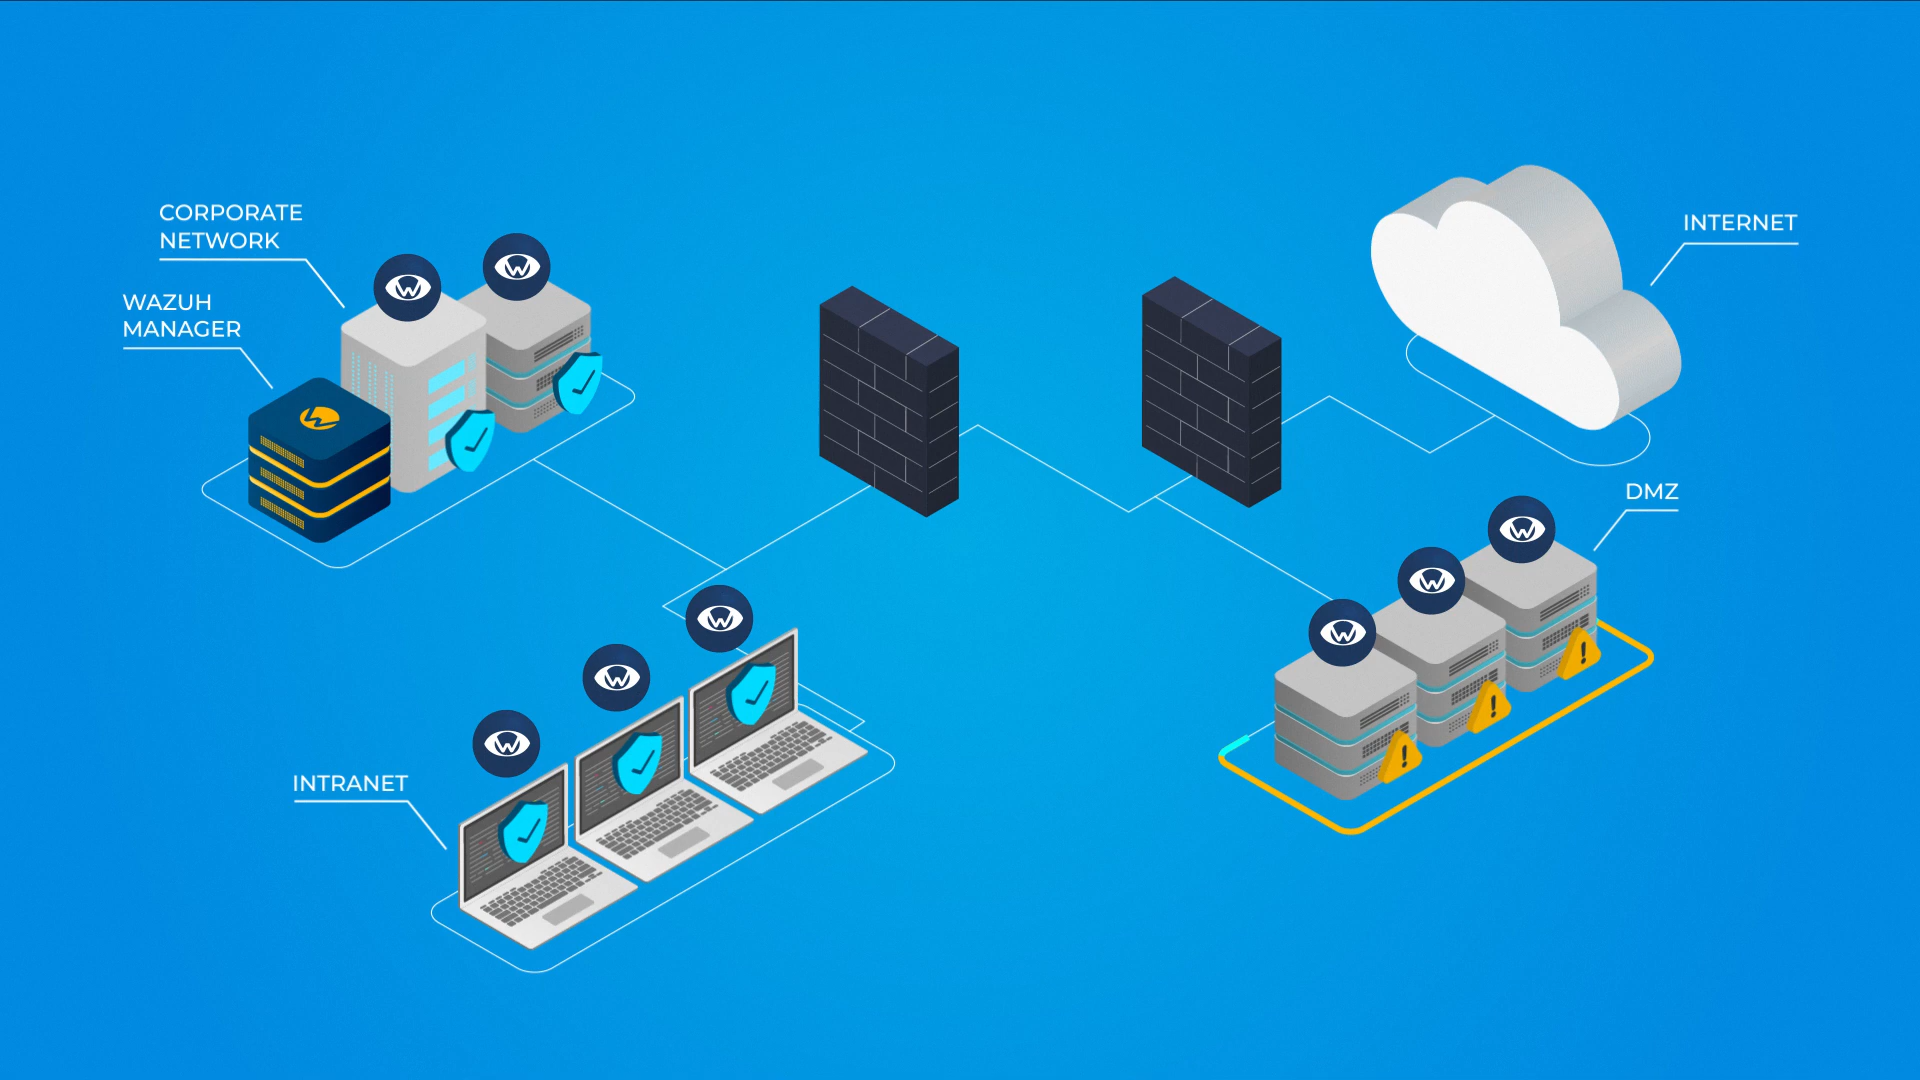 CORPORATE
NETWORK
WAZUH
MANAGER
INTERNET
DMZ
INTRANET